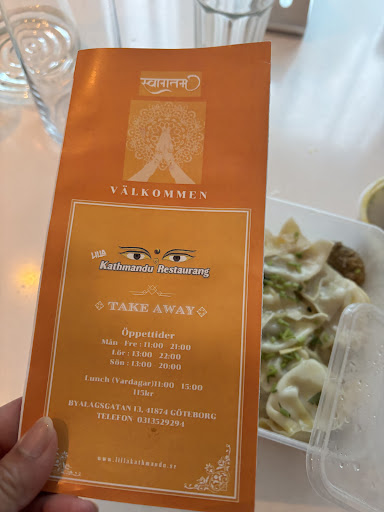 स्वागतम्
VÄLKOMMEN
Lilla
Kathmandu Restaurang
TAKE AWAY
Öppettider
Mån - Fre : 11:00 21:00
Lör : 13:00 22:00
Sön : 13:00 20:00
Lunch (Vardagar)11:00 15:00
115kr
BYALAGSGATAN 13, 41874 GÖTEBORG
TELEFON 0313529294
www.lillakathmandu.se